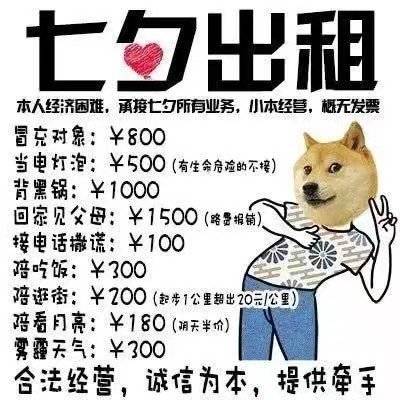 七夕出租
本人经济困难，承接七夕所有业务，小本经营，概无发票
冒充对象：￥800
当电灯泡：￥500（有生命危险的不接）
背黑锅：￥1000
回家见父母：￥1500（路费报销）
接电话撒谎：￥100
陪吃饭：￥300
陪逛街：￥200（起步1公里超出20元/公里）
陪看月亮：￥180（阴天半价）
雾霾天气：￥300
合法经营，诚信为本，提供牵手